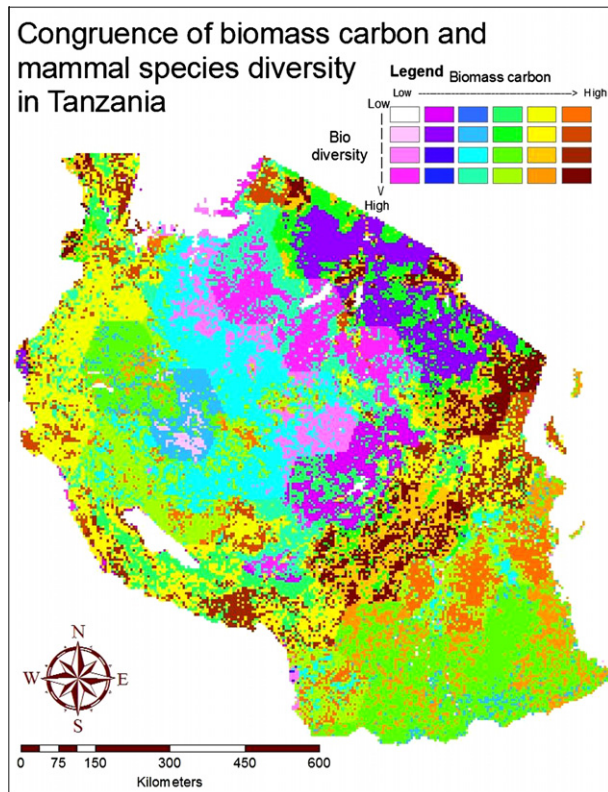 Congruence of biomass carbon and
mammal species diversity
in Tanzania
Legend Biomass carbon
Low ------------------------> High
Low
Bio
diversity
High
N
W E
S
0 75 150 300 450 600
Kilometers